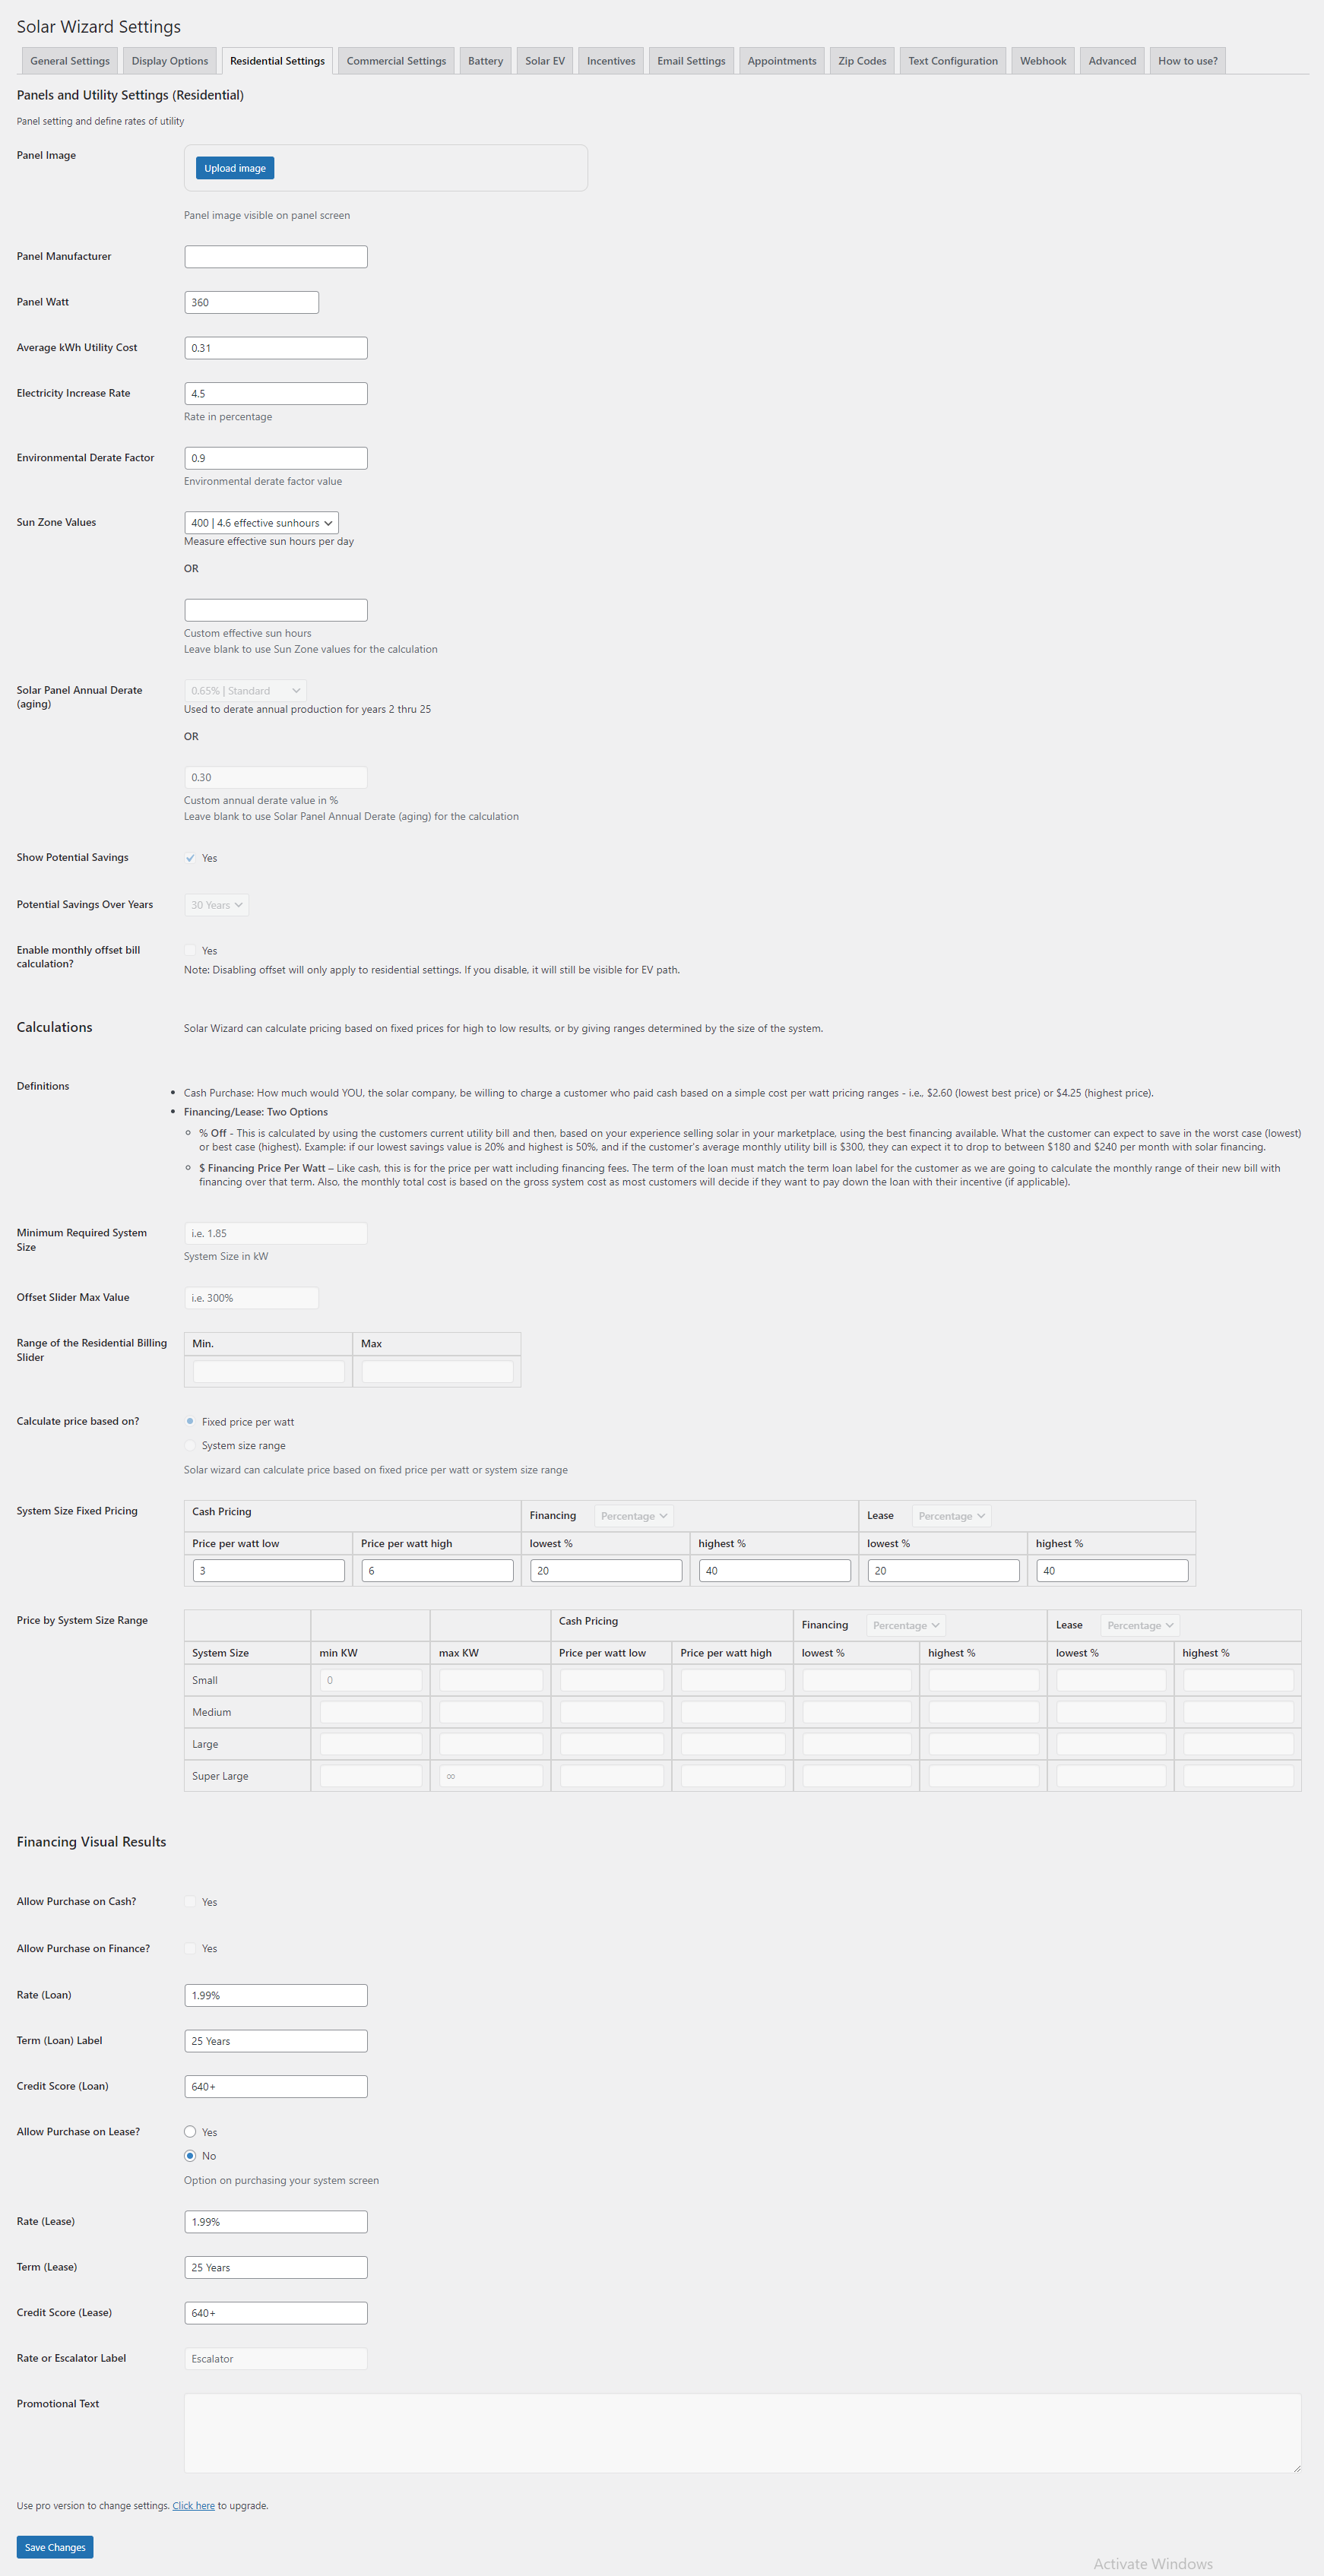 Solar Wizard Settings
General Settings
Display Options
Residential Settings
Commercial Settings
Battery
Solar EV
Incentives
Email Settings
Appointments
Zip Codes
Text Configuration
Webhook
Advanced
How to use?
Panels and Utility Settings (Residential)
Panel setting and define rates of utility
Panel Image
Upload image
Panel image visible on panel screen
Panel Manufacturer
Panel Watt
360
Average kWh Utility Cost
0.31
Electricity Increase Rate
4.5
Rate in percentage
Environmental Derate Factor
0.9
Environmental derate factor value
Sun Zone Values
400 | 4.6 effective sunhours
Measure effective sun hours per day
OR
Custom effective sun hours
Leave blank to use Sun Zone values for the calculation
Solar Panel Annual Derate
(aging)
0.65% | Standard
Used to derate annual production for years 2 thru 25
OR
0.30
Custom annual derate value in %
Leave blank to use Solar Panel Annual Derate (aging) for the calculation
Show Potential Savings
Yes
Potential Savings Over Years
30 Years
Enable monthly offset bill
calculation?
Yes
Note: Disabling offset will only apply to residential settings. If you disable, it will still be visible for EV path.
Calculations
Solar Wizard can calculate pricing based on fixed prices for high to low results, or by giving ranges determined by the size of the system.
Definitions
• Cash Purchase: How much would YOU, the solar company, be willing to charge a customer who paid cash based on a simple cost per watt pricing ranges - i.e., $2.60 (lowest best price) or $4.25 (highest price).
• Financing/Lease: Two Options
○ % Off - This is calculated by using the customers current utility bill and then, based on your experience selling solar in your marketplace, using the best financing available. What the customer can expect to save in the worst case (lowest)
or best case (highest). Example: if our lowest savings value is 20% and highest is 50%, and if the customer's average monthly utility bill is $300, they can expect it to drop to between $180 and $240 per month with solar financing.
○ $ Financing Price Per Watt – Like cash, this is for the price per watt including financing fees. The term of the loan must match the term loan label for the customer as we are going to calculate the monthly range of their new bill with
financing over that term. Also, the monthly total cost is based on the gross system cost as most customers will decide if they want to pay down the loan with their incentive (if applicable).
Minimum Required System
Size
i.e. 1.85
System Size in kW
Offset Slider Max Value
i.e. 300%
Range of the Residential Billing
Slider
Min. Max
Calculate price based on?
Fixed price per watt
System size range
Solar wizard can calculate price based on fixed price per watt or system size range
System Size Fixed Pricing
Cash Pricing Financing Percentage Lease Percentage
Price per watt low Price per watt high lowest % highest % lowest % highest %
3 6 20 40 20 40
Price by System Size Range
Cash Pricing Financing Percentage Lease Percentage
System Size min KW max KW Price per watt low Price per watt high lowest % highest % lowest % highest %
Small 0
Medium
Large
Super Large ∞
Financing Visual Results
Allow Purchase on Cash?
Yes
Allow Purchase on Finance?
Yes
Rate (Loan)
1.99%
Term (Loan) Label
25 Years
Credit Score (Loan)
640+
Allow Purchase on Lease?
Yes
No
Option on purchasing your system screen
Rate (Lease)
1.99%
Term (Lease)
25 Years
Credit Score (Lease)
640+
Rate or Escalator Label
Escalator
Promotional Text
Use pro version to change settings. Click here to upgrade.
Save Changes
Activate Windows